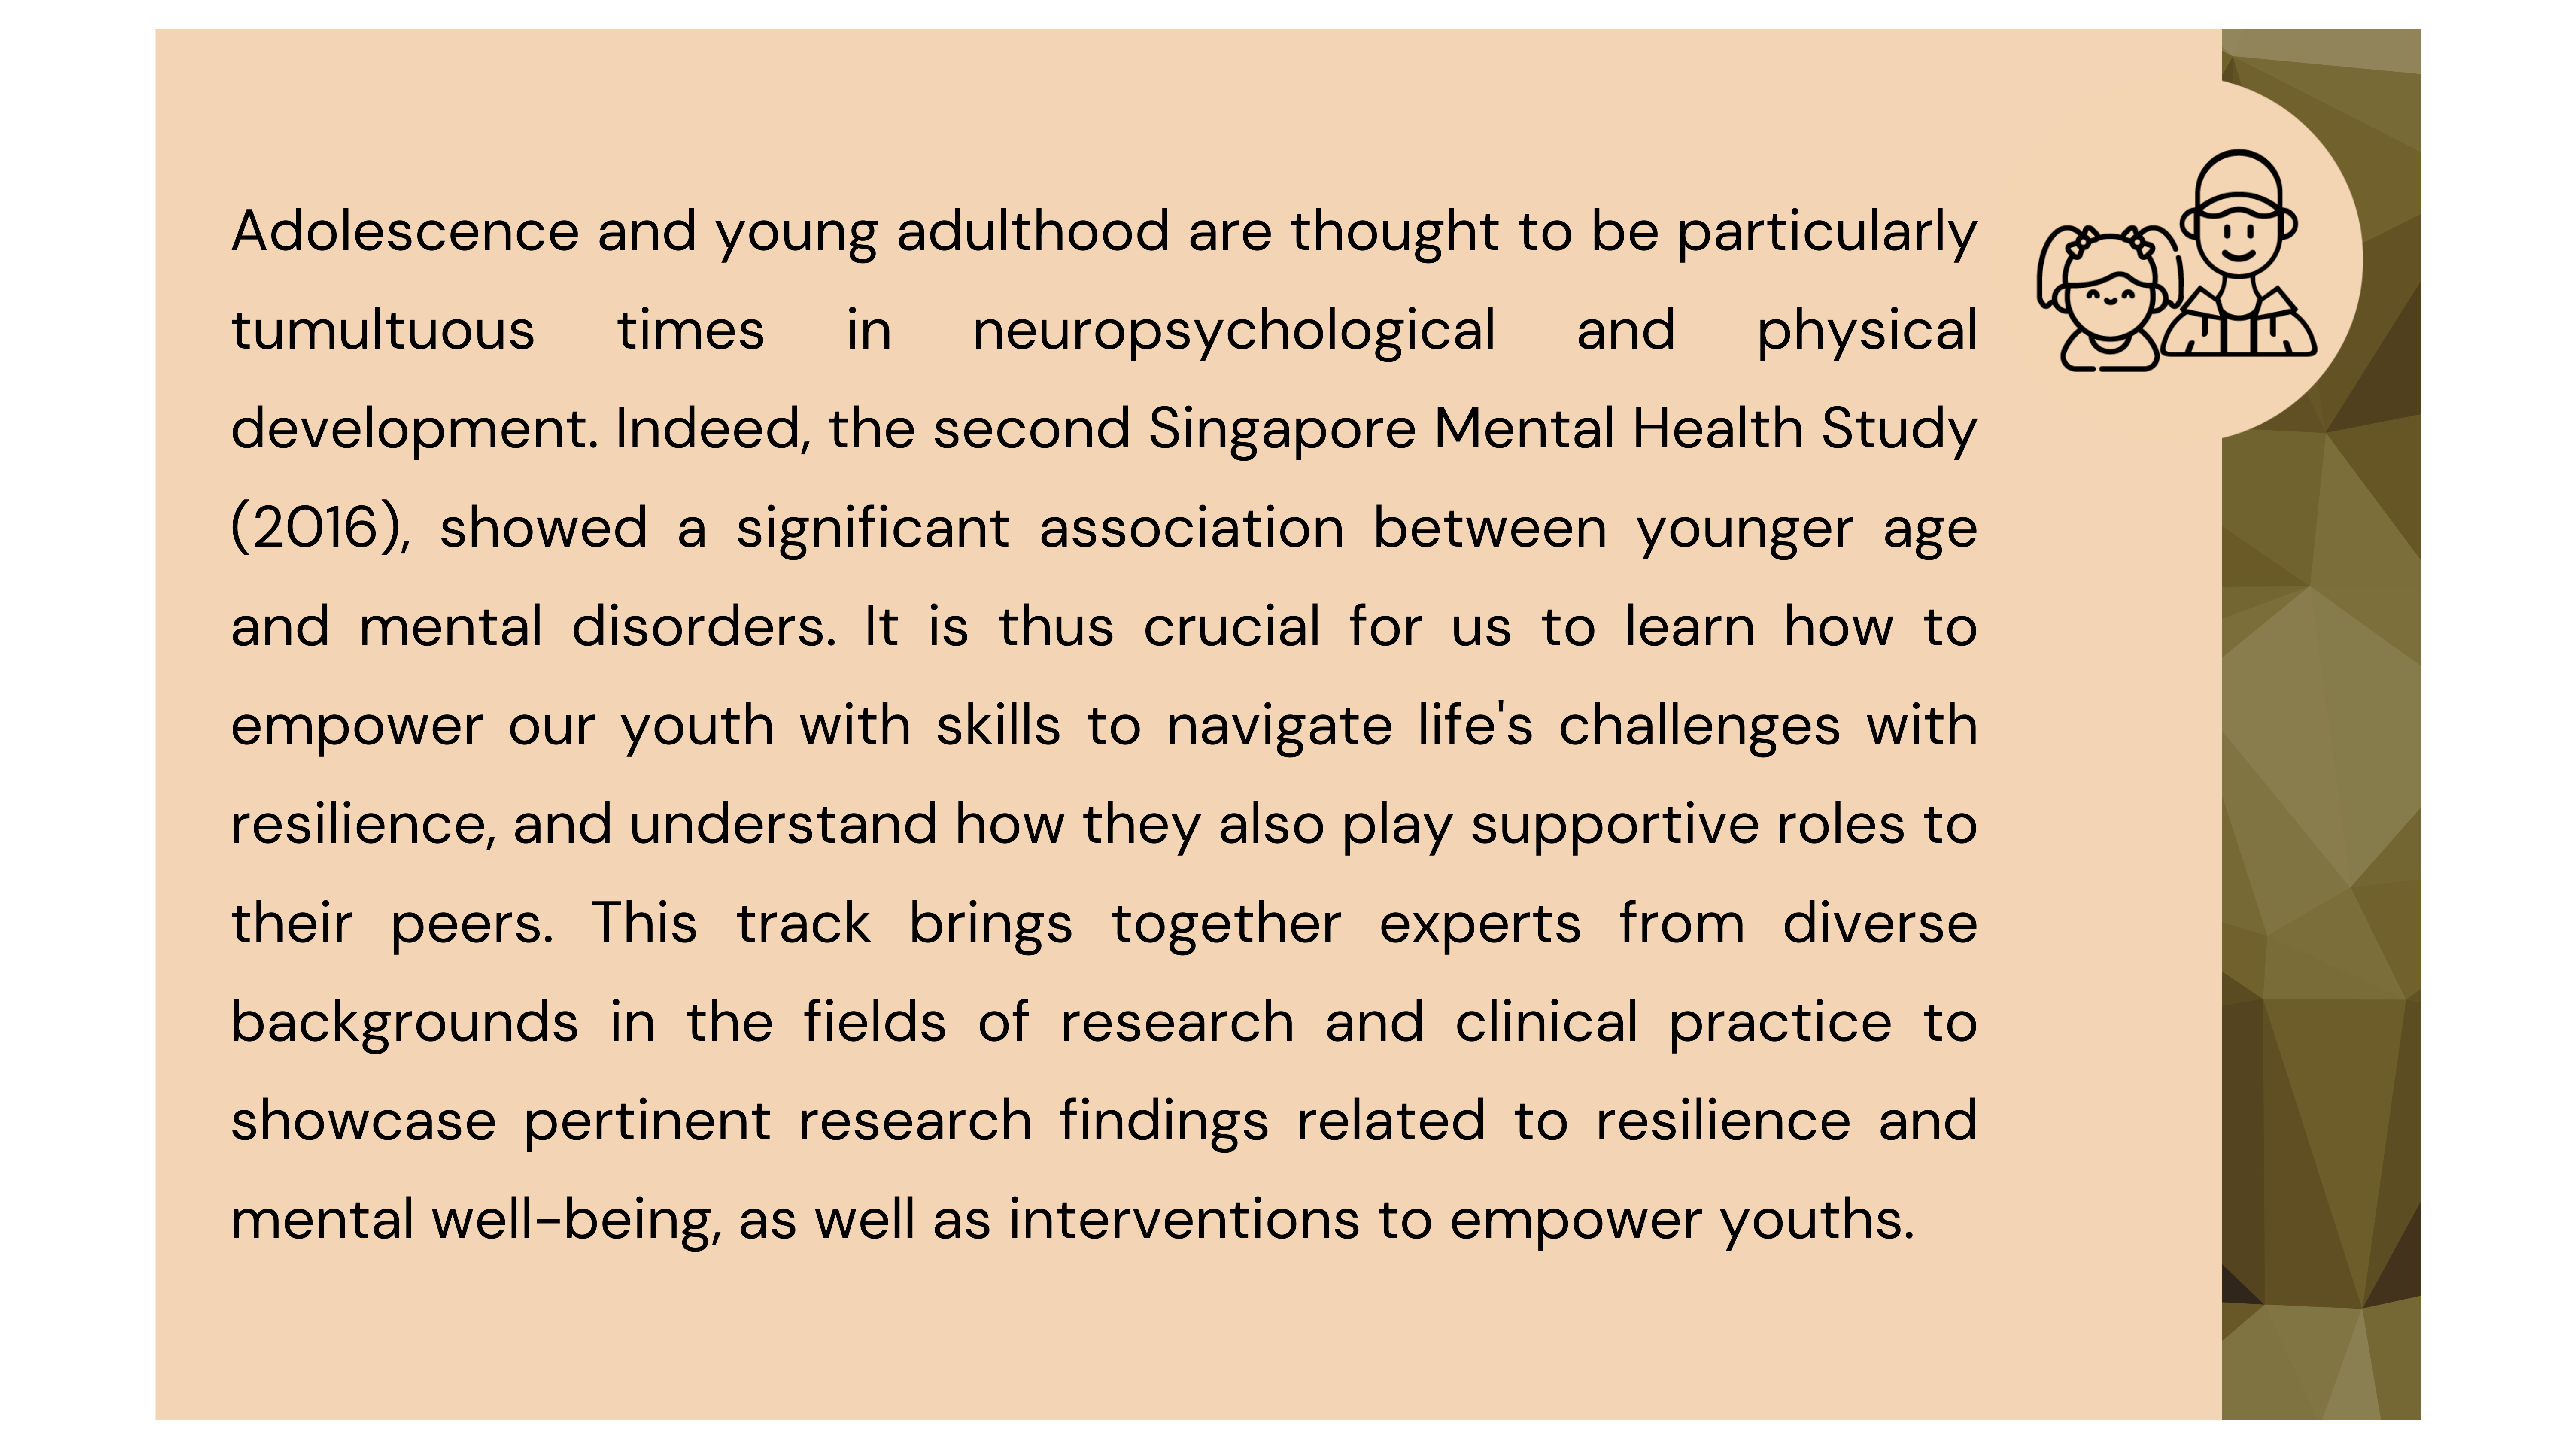 Adolescence and young adulthood are thought to be particularly
tumultuous times in neuropsychological and physical
development. Indeed, the second Singapore Mental Health Study
(2016), showed a significant association between younger age
and mental disorders. It is thus crucial for us to learn how to
empower our youth with skills to navigate life's challenges with
resilience, and understand how they also play supportive roles to
their peers. This track brings together experts from diverse
backgrounds in the fields of research and clinical practice to
showcase pertinent research findings related to resilience and
mental well-being, as well as interventions to empower youths.